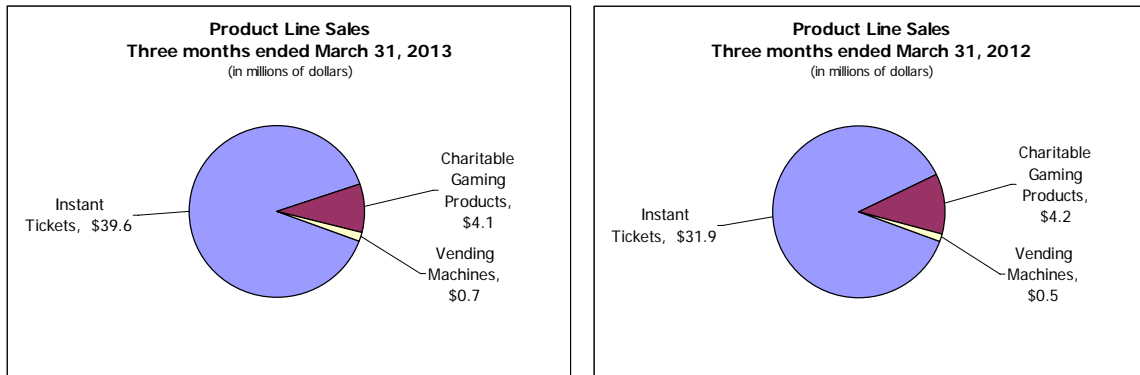 Product Line Sales
Three months ended March 31, 2013
(in millions of dollars)
Instant
Tickets, $39.6
Charitable
Gaming
Products,
$4.1
Vending
Machines,
$0.7
Product Line Sales
Three months ended March 31, 2012
(in millions of dollars)
Instant
Tickets, $31.9
Charitable
Gaming
Products,
$4.2
Vending
Machines,
$0.5